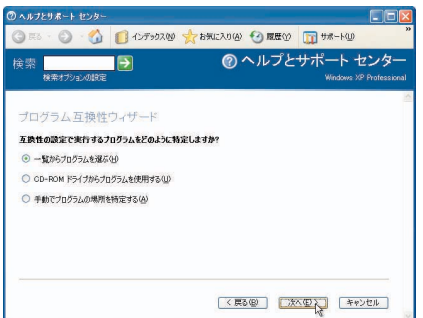 ヘルプとサポート センター
戻る インデックス(N) お気に入り(A) 履歴(Y) サポート(U) »
検索
検索オプションの設定
ヘルプとサポート センター
Windows XP Professional
プログラム互換性ウィザード
互換性の設定で実行するプログラムをどのように特定しますか?
一覧からプログラムを選ぶ(H)
CD-ROM ドライブからプログラムを使用する(U)
手動でプログラムの場所を特定する(A)
< 戻る(B) 次へ(E) > キャンセル